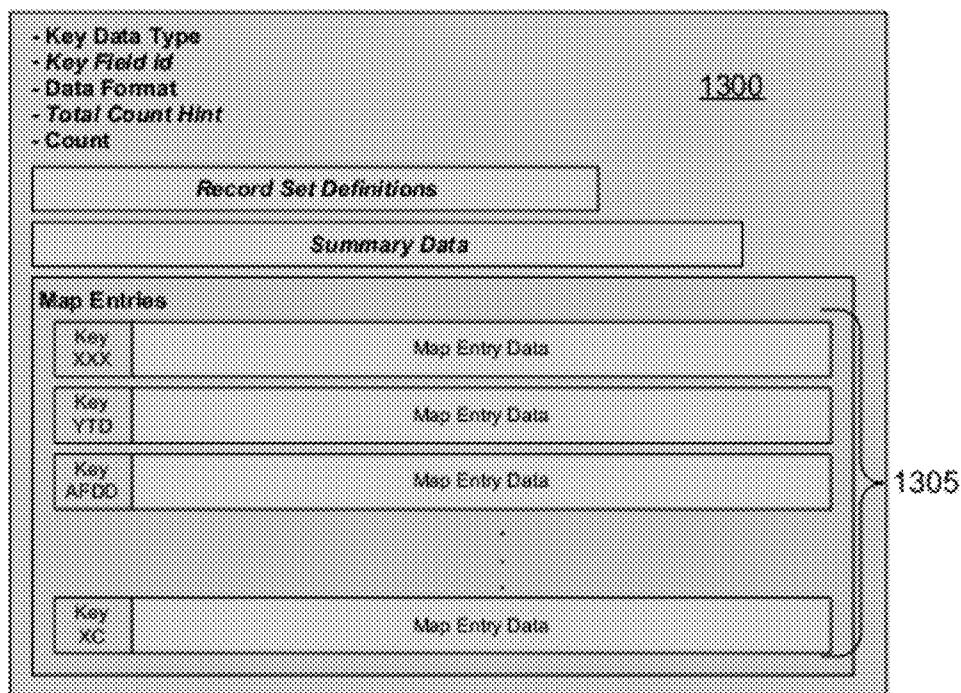 - Key Data Type
- Key Field id
- Data Format
- Total Count Hint
- Count
1300
Record Set Definitions
Summary Data
Map Entries
Key
XXX
Map Entry Data
Key
YTD
Map Entry Data
Key
AFDD
Map Entry Data
Key
XC
Map Entry Data
1305